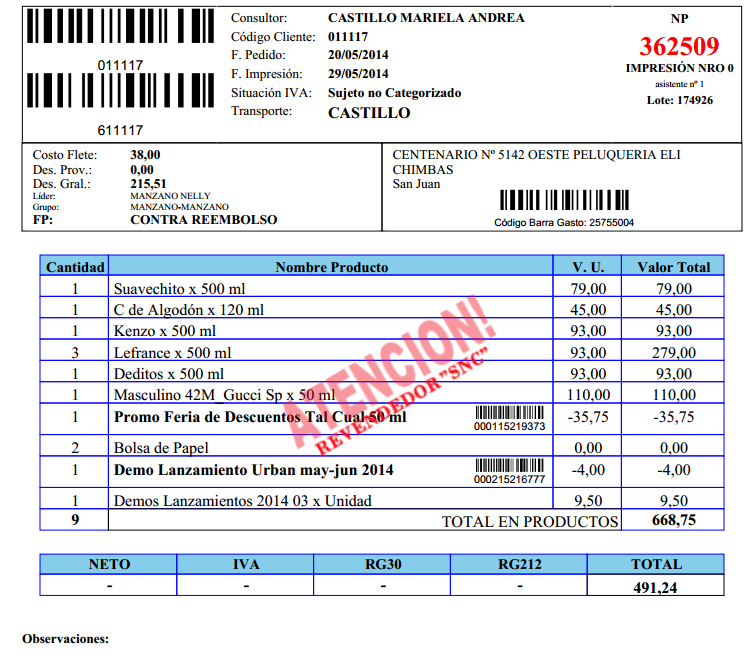 011117
611117
Consultor: CASTILLO MARIELA ANDREA
Código Cliente: 011117
F. Pedido: 20/05/2014
F. Impresión: 29/05/2014
Situación IVA: Sujeto no Categorizado
Transporte: CASTILLO
NP
362509
IMPRESIÓN NRO 0
asistente nº 1
Lote: 174926
Costo Flete: 38,00
Des. Prov.: 0,00
Des. Gral.: 215,51
Líder: MANZANO NELLY
Grupo: MANZANO-MANZANO
FP: CONTRA REEMBOLSO
CENTENARIO Nº 5142 OESTE PELUQUERIA ELI
CHIMBAS
San Juan
Código Barra Gasto: 25755004
Cantidad Nombre Producto V. U. Valor Total
1 Suavechito x 500 ml 79,00 79,00
1 C de Algodón x 120 ml 45,00 45,00
1 Kenzo x 500 ml 93,00 93,00
3 Lefrance x 500 ml 93,00 279,00
1 Deditos x 500 ml 93,00 93,00
1 Masculino 42M_Gucci Sp x 50 ml 110,00 110,00
1 Promo Feria de Descuentos Tal Cual 50 ml 000115219373 -35,75 -35,75
2 Bolsa de Papel 0,00 0,00
1 Demo Lanzamiento Urban may-jun 2014 000215216777 -4,00 -4,00
1 Demos Lanzamientos 2014 03 x Unidad 9,50 9,50
9 TOTAL EN PRODUCTOS 668,75
ATENCION!
REVENDEDOR "SNC"
NETO IVA RG30 RG212 TOTAL
- - - - 491,24
Observaciones: